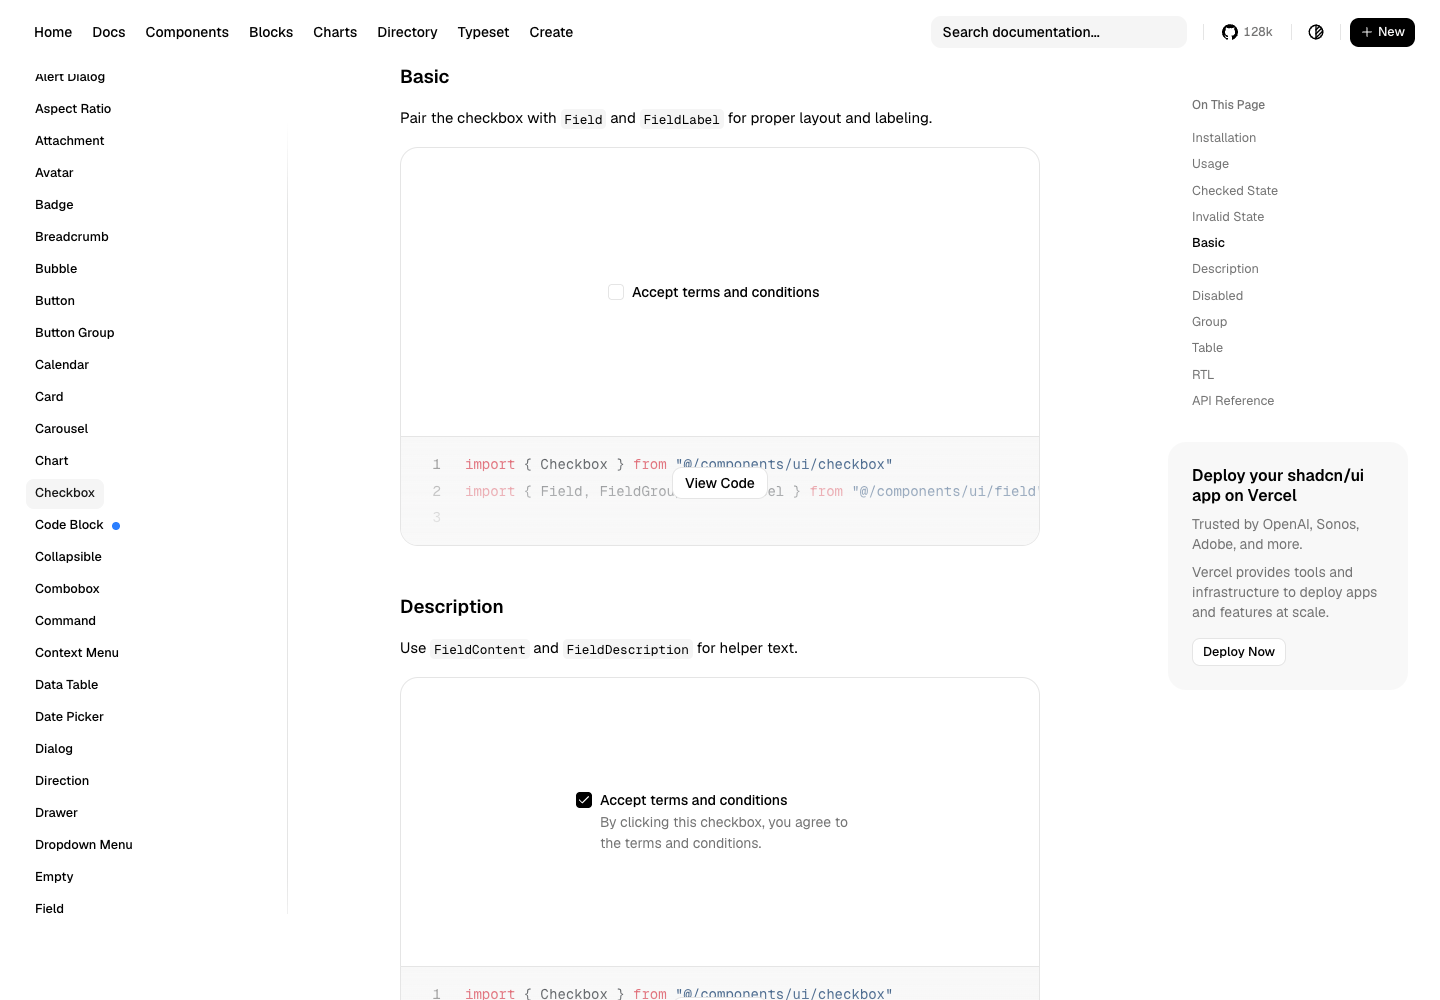 Home Docs Components Blocks Charts Directory Typeset Create
Search documentation...
128k
New
Alert Dialog
Aspect Ratio
Attachment
Avatar
Badge
Breadcrumb
Bubble
Button
Button Group
Calendar
Card
Carousel
Chart
Checkbox
Code Block
Collapsible
Combobox
Command
Context Menu
Data Table
Date Picker
Dialog
Direction
Drawer
Dropdown Menu
Empty
Field
Basic
Pair the checkbox with Field and FieldLabel for proper layout and labeling.
Accept terms and conditions
1 import { Checkbox } from "@/components/ui/checkbox"
View Code
2 import { Field, FieldGrou el } from "@/components/ui/field"
3
Description
Use FieldContent and FieldDescription for helper text.
Accept terms and conditions
By clicking this checkbox, you agree to
the terms and conditions.
1 import { Checkbox } from "@/components/ui/checkbox"
On This Page
Installation
Usage
Checked State
Invalid State
Basic
Description
Disabled
Group
Table
RTL
API Reference
Deploy your shadcn/ui
app on Vercel
Trusted by OpenAI, Sonos,
Adobe, and more.
Vercel provides tools and
infrastructure to deploy apps
and features at scale.
Deploy Now